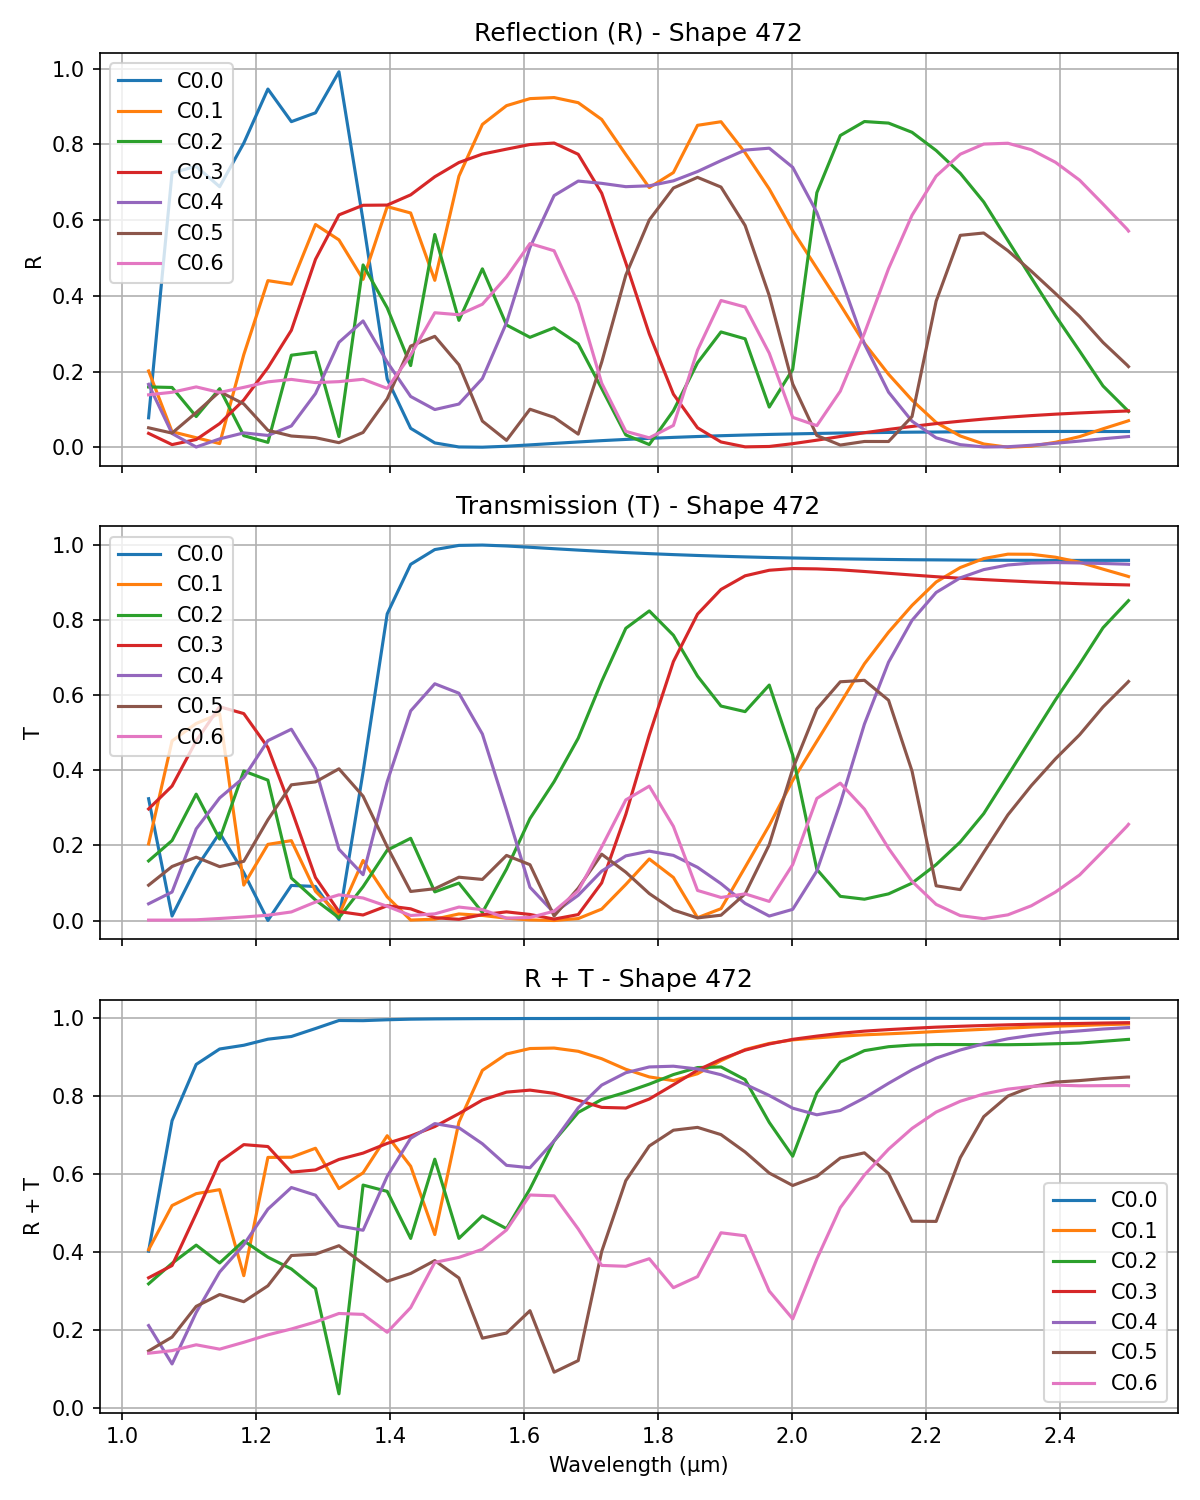 Reflection (R) - Shape 472
1.0
0.8
0.6
0.4
0.2
0.0
R
C0.0
C0.1
C0.2
C0.3
C0.4
C0.5
C0.6
Transmission (T) - Shape 472
1.0
0.8
0.6
0.4
0.2
0.0
T
C0.0
C0.1
C0.2
C0.3
C0.4
C0.5
C0.6
R + T - Shape 472
1.0
0.8
0.6
0.4
0.2
0.0
R + T
C0.0
C0.1
C0.2
C0.3
C0.4
C0.5
C0.6
1.0 1.2 1.4 1.6 1.8 2.0 2.2 2.4
Wavelength (μm)